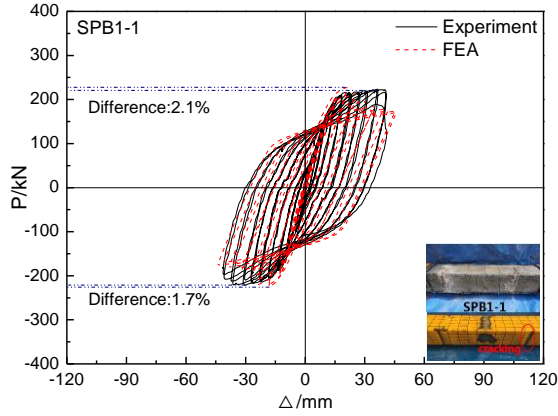 SPB1-1
Experiment
FEA
Difference:2.1%
Difference:1.7%
P/kN
400
300
200
100
0
-100
-200
-300
-400
-120
-90
-60
-30
0
30
60
90
120
△/mm
SPB1-1
cracking